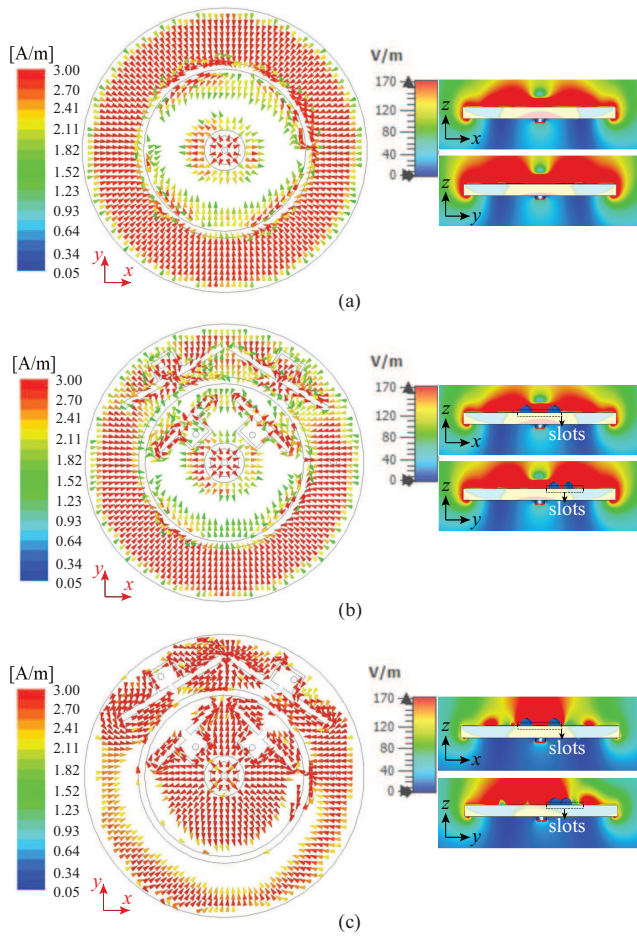 [A/m]
3.00
2.70
2.41
2.11
1.82
1.52
1.23
0.93
0.64
0.34
0.05
y
x
V/m
170
120
80
40
0
z
x
z
y
(a)
[A/m]
3.00
2.70
2.41
2.11
1.82
1.52
1.23
0.93
0.64
0.34
0.05
y
x
V/m
170
120
80
40
0
z
x
slots
z
y
slots
(b)
[A/m]
3.00
2.70
2.41
2.11
1.82
1.52
1.23
0.93
0.64
0.34
0.05
y
x
V/m
170
120
80
40
0
z
x
slots
z
y
slots
(c)